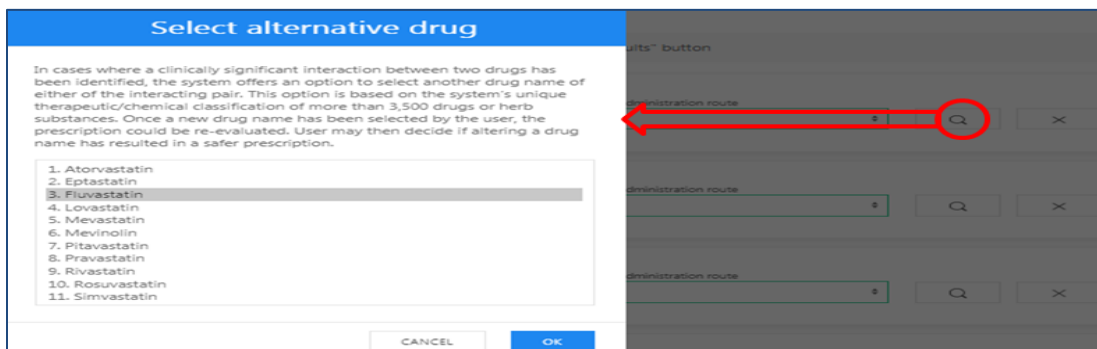 Select alternative drug
In cases where a clinically significant interaction between two drugs has
been identified, the system offers an option to select another drug name of
either of the interacting pair. This option is based on the system's unique
therapeutic/chemical classification of more than 3,500 drugs or herb
substances. Once a new drug name has been selected by the user, the
prescription could be re-evaluated. User may then decide if altering a drug
name has resulted in a safer prescription.
1. Atorvastatin
2. Eptastatin
3. Fluvastatin
4. Lovastatin
5. Mevastatin
6. Mevinolin
7. Pitavastatin
8. Pravastatin
9. Rivastatin
10. Rosuvastatin
11. Simvastatin
CANCEL OK
ults" button
dministration route
dministration route
dministration route